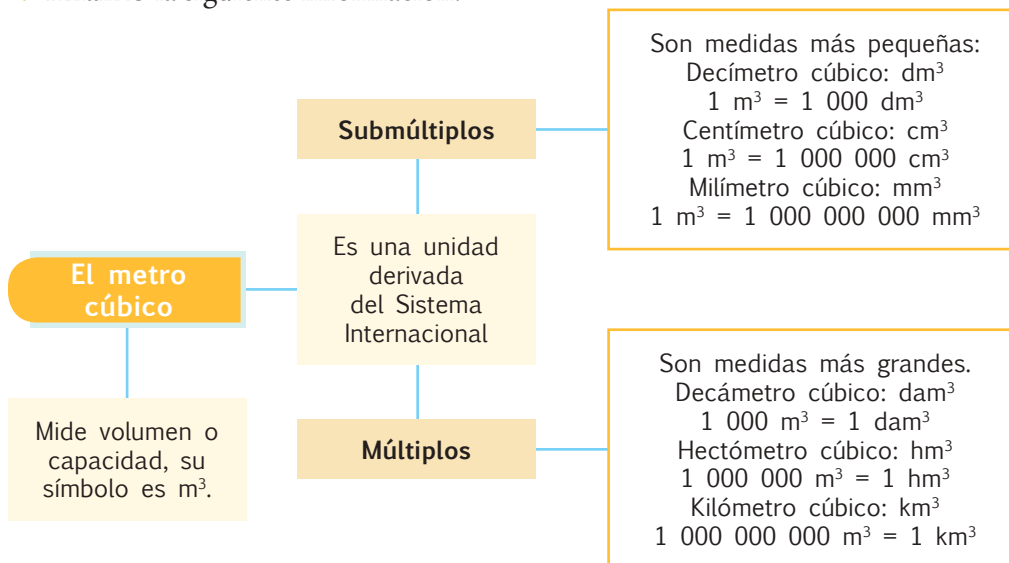 Son medidas más pequeñas:
Decímetro cúbico: dm³
1 m³ = 1 000 dm³
Centímetro cúbico: cm³
1 m³ = 1 000 000 cm³
Milímetro cúbico: mm³
1 m³ = 1 000 000 000 mm³
Submúltiplos
El metro
cúbico
Es una unidad
derivada
del Sistema
Internacional
Mide volumen o
capacidad, su
símbolo es m³.
Múltiplos
Son medidas más grandes.
Decámetro cúbico: dam³
1 000 m³ = 1 dam³
Hectómetro cúbico: hm³
1 000 000 m³ = 1 hm³
Kilómetro cúbico: km³
1 000 000 000 m³ = 1 km³